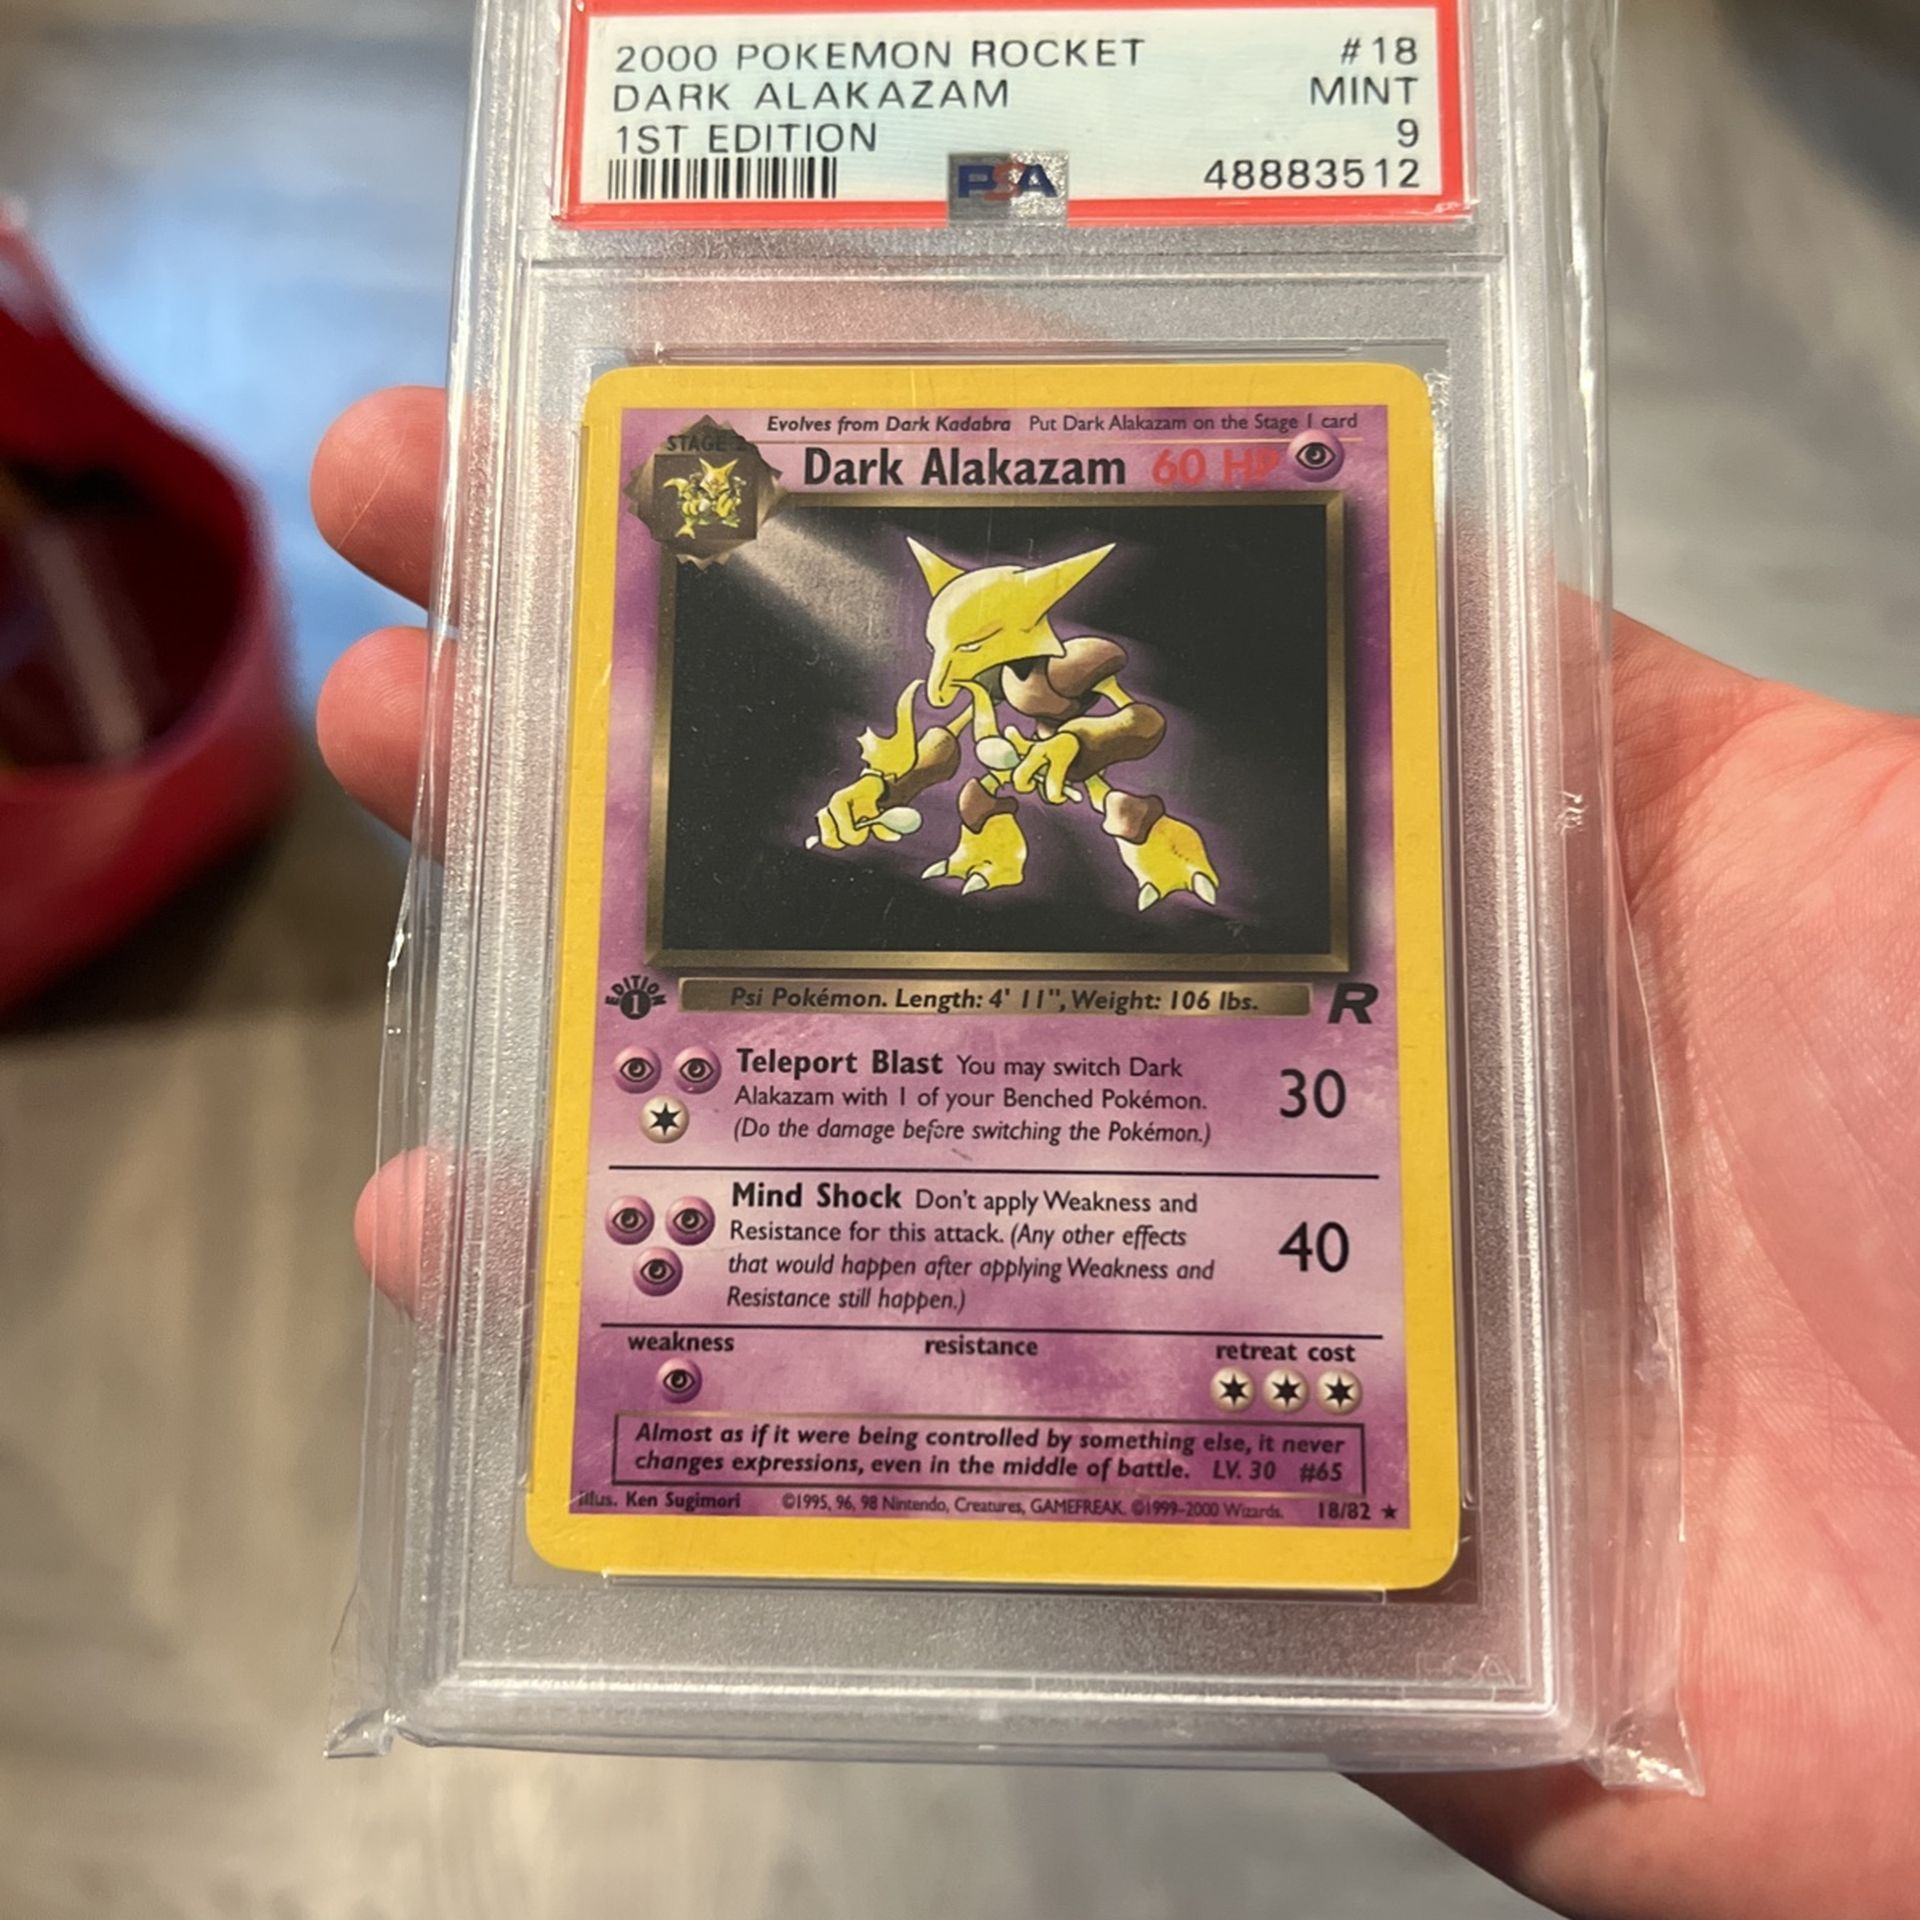 2000 POKEMON ROCKET #18
DARK ALAKAZAM MINT
1ST EDITION 9
PSA 48883512
Evolves from Dark Kadabra Put Dark Alakazam on the Stage 1 card
STAGE 2
Dark Alakazam 60 HP
EDITION
1
Psi Pokémon. Length: 4' 11", Weight: 106 lbs. R
Teleport Blast You may switch Dark
Alakazam with 1 of your Benched Pokémon.
(Do the damage before switching the Pokémon.)
30
Mind Shock Don't apply Weakness and
Resistance for this attack. (Any other effects
that would happen after applying Weakness and
Resistance still happen.)
40
weakness resistance retreat cost
Almost as if it were being controlled by something else, it never
changes expressions, even in the middle of battle. LV. 30 #65
Illus. Ken Sugimori ©1995, 96, 98 Nintendo, Creatures, GAMEFREAK. ©1999-2000 Wizards. 18/82 ★
PSA